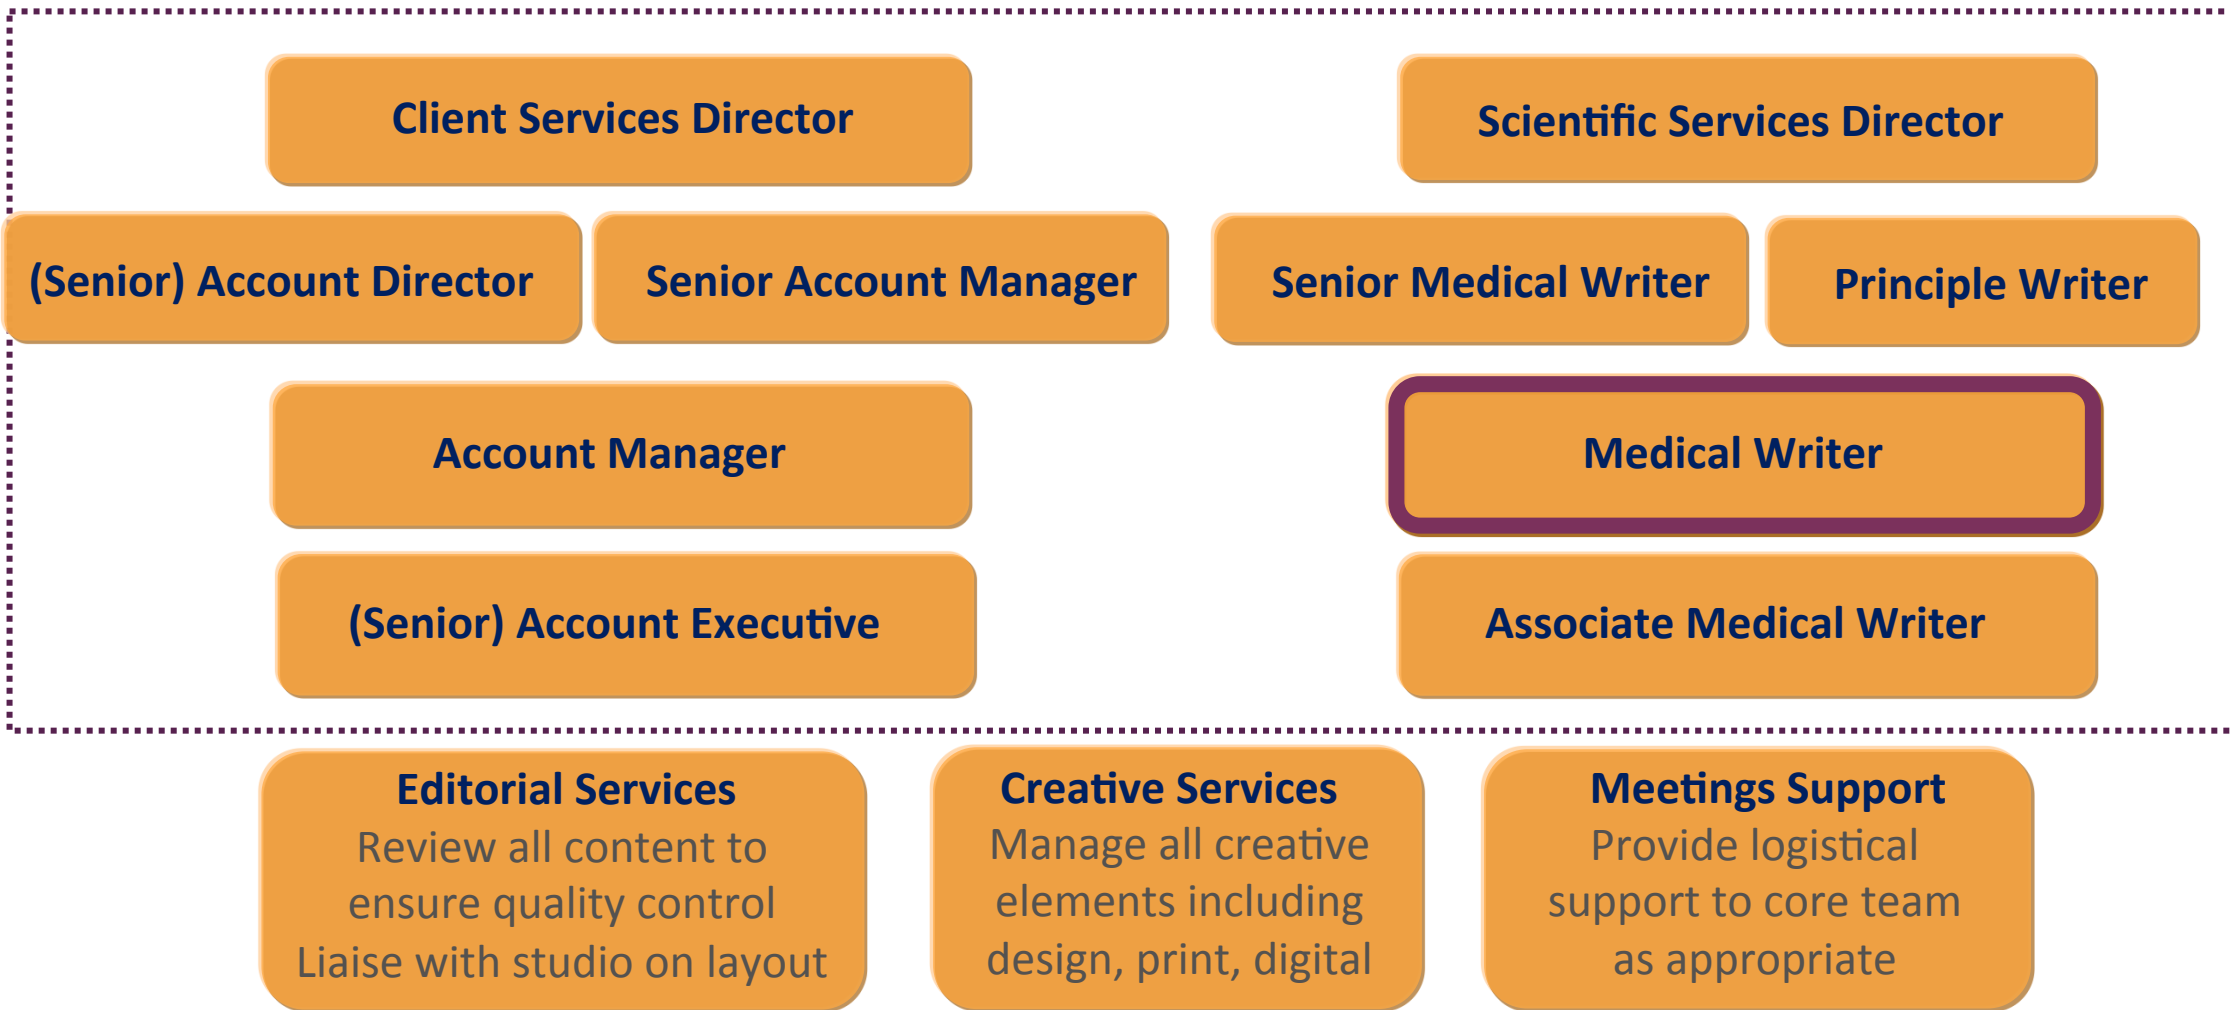 Client Services Director
Scientific Services Director
(Senior) Account Director
Senior Account Manager
Senior Medical Writer
Principle Writer
Account Manager
Medical Writer
(Senior) Account Executive
Associate Medical Writer
Editorial Services
Review all content to
ensure quality control
Liaise with studio on layout
Creative Services
Manage all creative
elements including
design, print, digital
Meetings Support
Provide logistical
support to core team
as appropriate